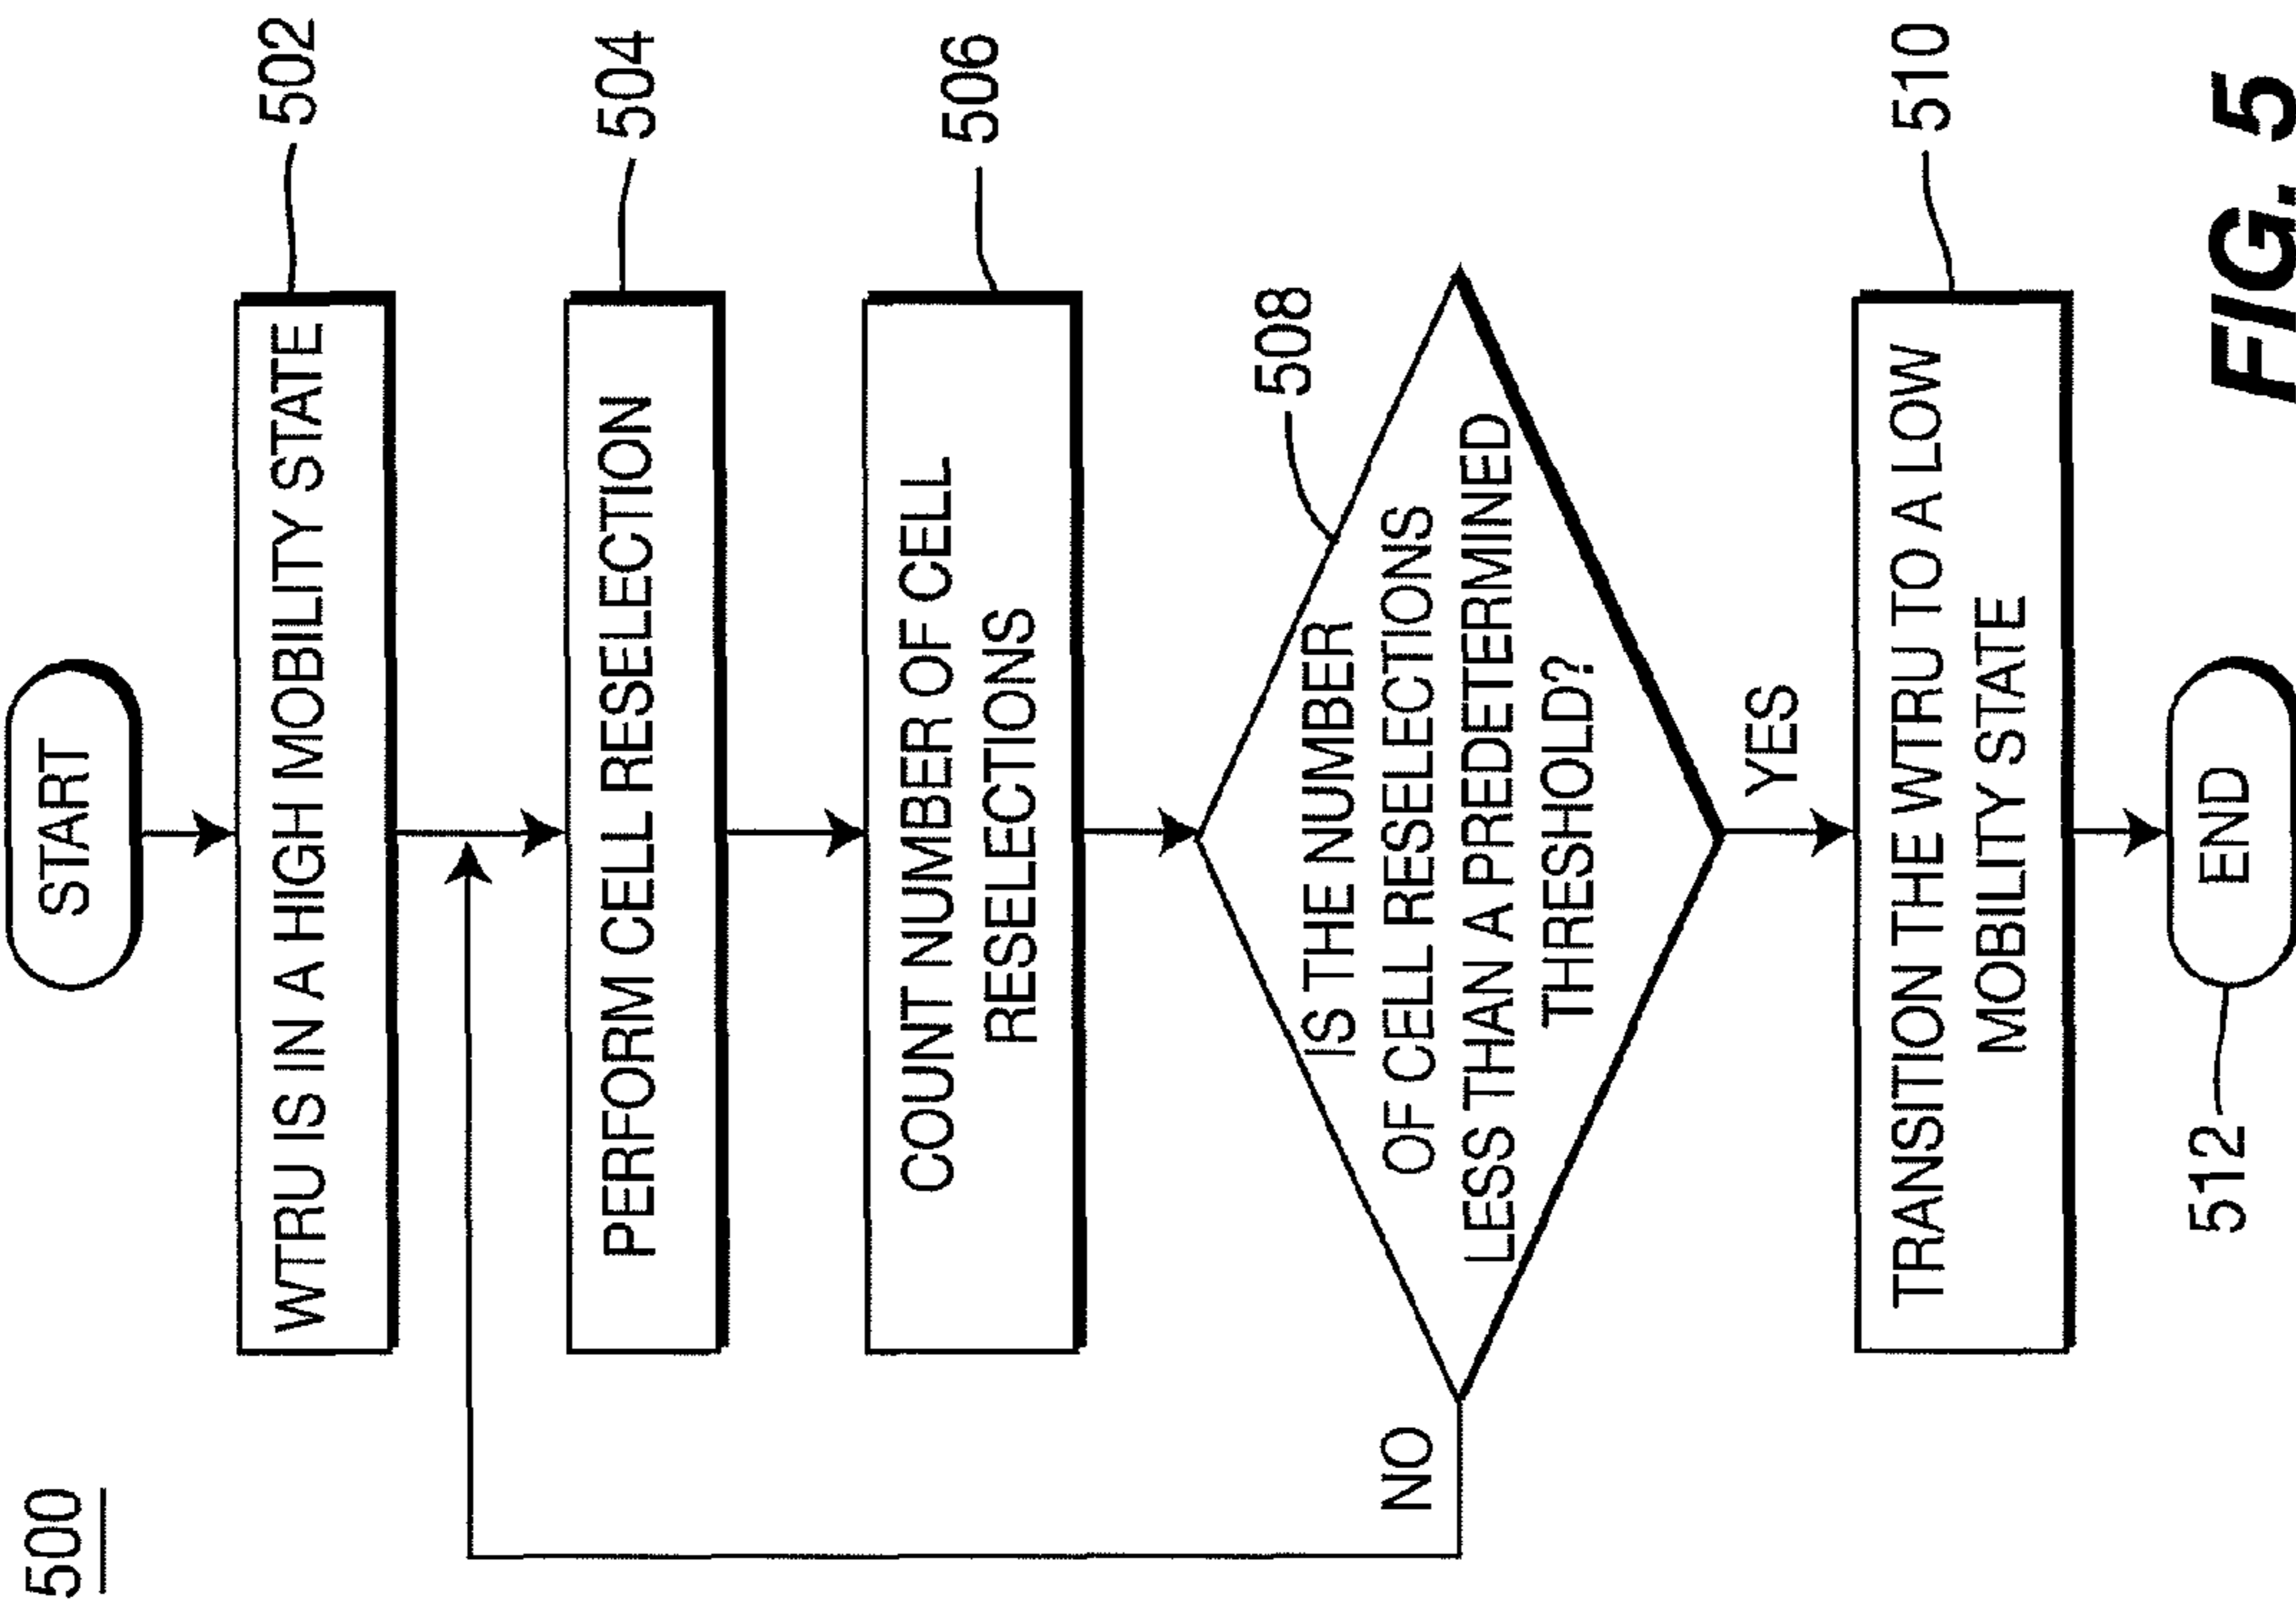 500
START
WTRU IS IN A HIGH MOBILITY STATE
502
PERFORM CELL RESELECTION
504
COUNT NUMBER OF CELL
RESELECTIONS
506
508
IS THE NUMBER
OF CELL RESELECTIONS
LESS THAN A PREDETERMINED
THRESHOLD?
NO
YES
TRANSITION THE WTRU TO A LOW
MOBILITY STATE
510
END
512
FIG. 5